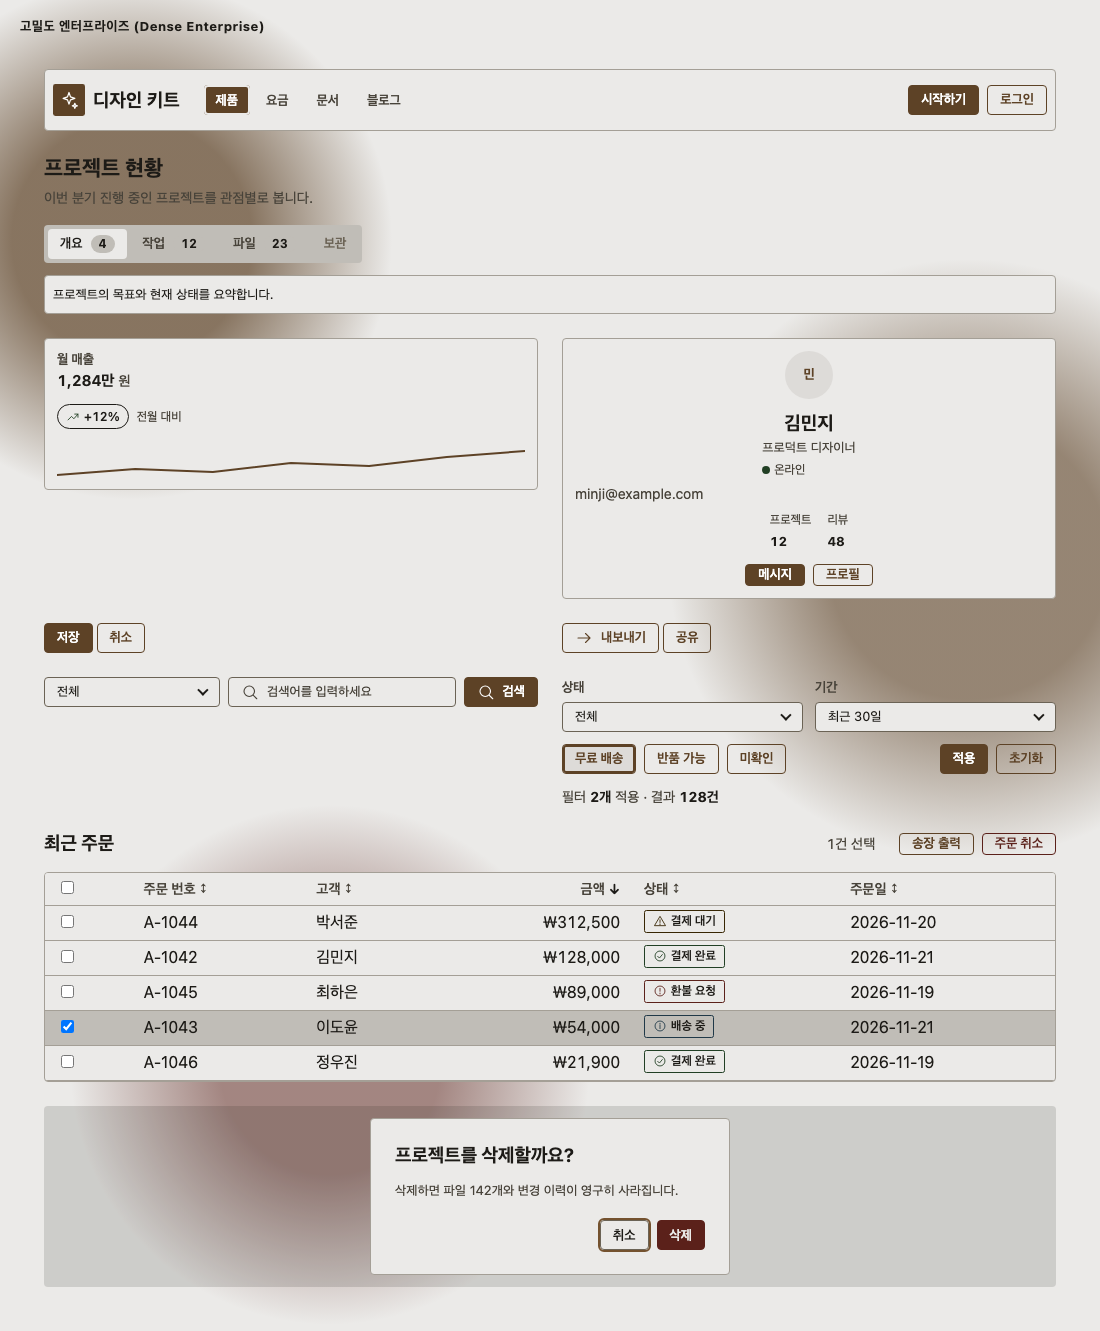 고밀도 엔터프라이즈 (Dense Enterprise)
디자인 키트 제품 요금 문서 블로그 시작하기 로그인
프로젝트 현황
이번 분기 진행 중인 프로젝트를 관점별로 봅니다.
개요 4 작업 12 파일 23 보관
프로젝트의 목표와 현재 상태를 요약합니다.
월 매출
1,284만 원
+12% 전월 대비
민
김민지
프로덕트 디자이너
온라인
minji@example.com
프로젝트 리뷰
12 48
메시지 프로필
저장 취소
내보내기 공유
전체 검색어를 입력하세요 검색
상태 기간
전체 최근 30일
무료 배송 반품 가능 미확인 적용 초기화
필터 2개 적용 · 결과 128건
최근 주문 1건 선택 송장 출력 주문 취소
주문 번호 고객 금액 상태 주문일
A-1044 박서준 ₩312,500 결제 대기 2026-11-20
A-1042 김민지 ₩128,000 결제 완료 2026-11-21
A-1045 최하은 ₩89,000 환불 요청 2026-11-19
A-1043 이도윤 ₩54,000 배송 중 2026-11-21
A-1046 정우진 ₩21,900 결제 완료 2026-11-19
프로젝트를 삭제할까요?
삭제하면 파일 142개와 변경 이력이 영구히 사라집니다.
취소 삭제